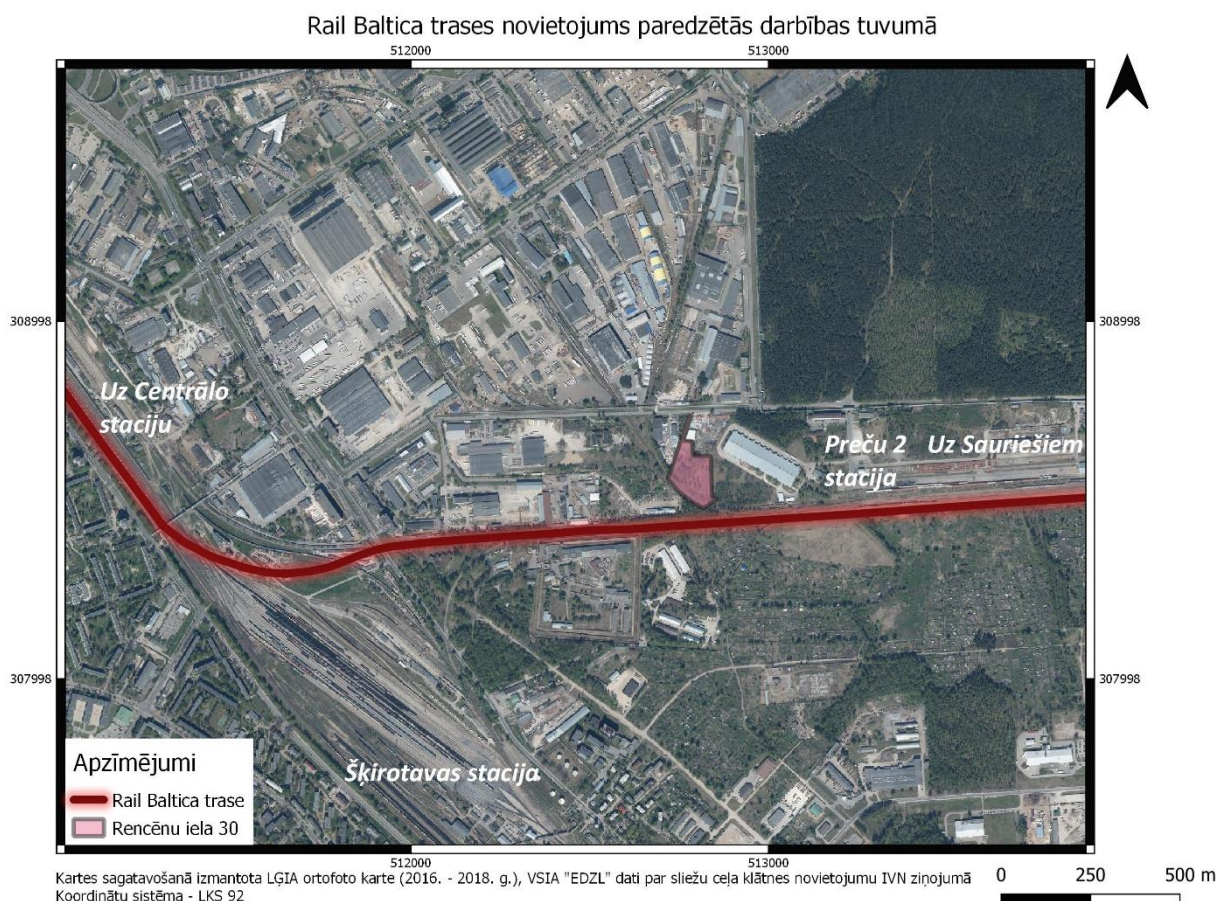 Rail Baltica trases novietojums paredzētās darbības tuvumā
512000 513000
308998 308998
Uz Centrālo
staciju
Preču 2 Uz Sauriešiem
stacija
307998 307998
Šķirotavas stacija
Apzīmējumi
Rail Baltica trase
Rencēnu iela 30
512000 513000
Kartes sagatavošanā izmantota LĢIA ortofoto karte (2016. - 2018. g.), VSIA "EDZL" dati par sliežu ceļa klātnes novietojumu IVN ziņojumā
Koordinātu sistēma - LKS 92
0 250 500 m